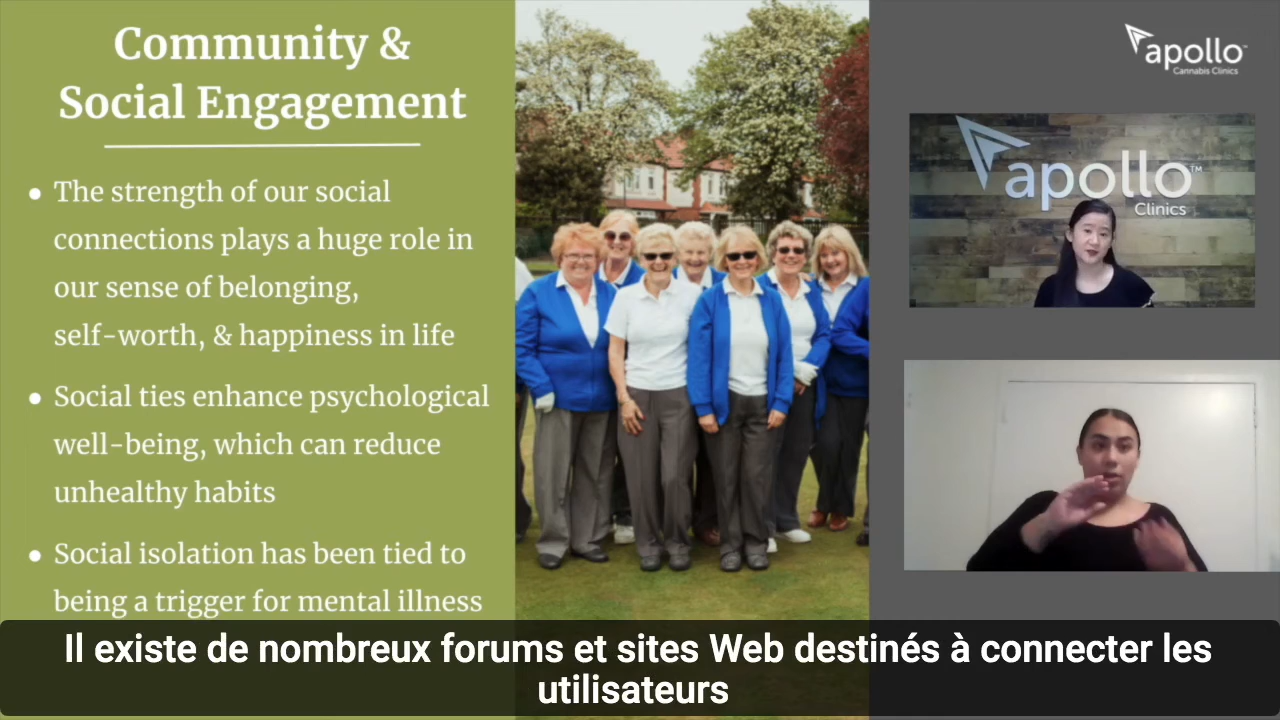 Community &
Social Engagement
• The strength of our social
connections plays a huge role in
our sense of belonging,
self-worth, & happiness in life
• Social ties enhance psychological
well-being, which can reduce
unhealthy habits
• Social isolation has been tied to
being a trigger for mental illness
apollo™
Cannabis Clinics
apollo™
Clinics
Il existe de nombreux forums et sites Web destinés à connecter les
utilisateurs